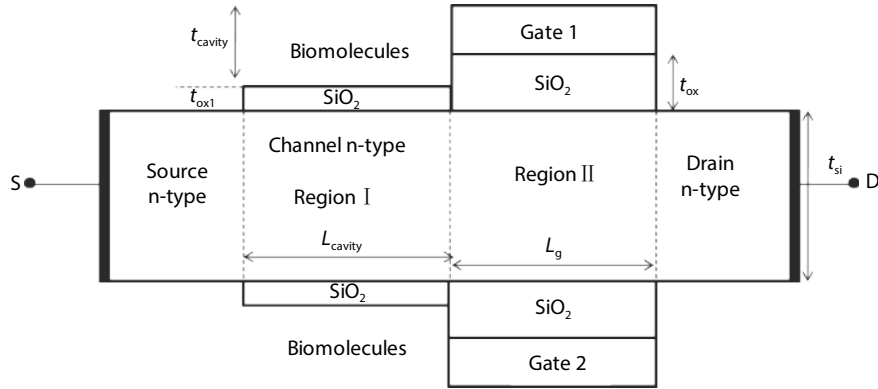 Gate 1
t_cavity
Biomolecules
SiO₂
t_ox
t_ox1
SiO₂
Channel n-type
Source
n-type
Region Ⅰ
Region Ⅱ
Drain
n-type
t_si
S
D
L_cavity
L_g
SiO₂
SiO₂
Biomolecules
Gate 2